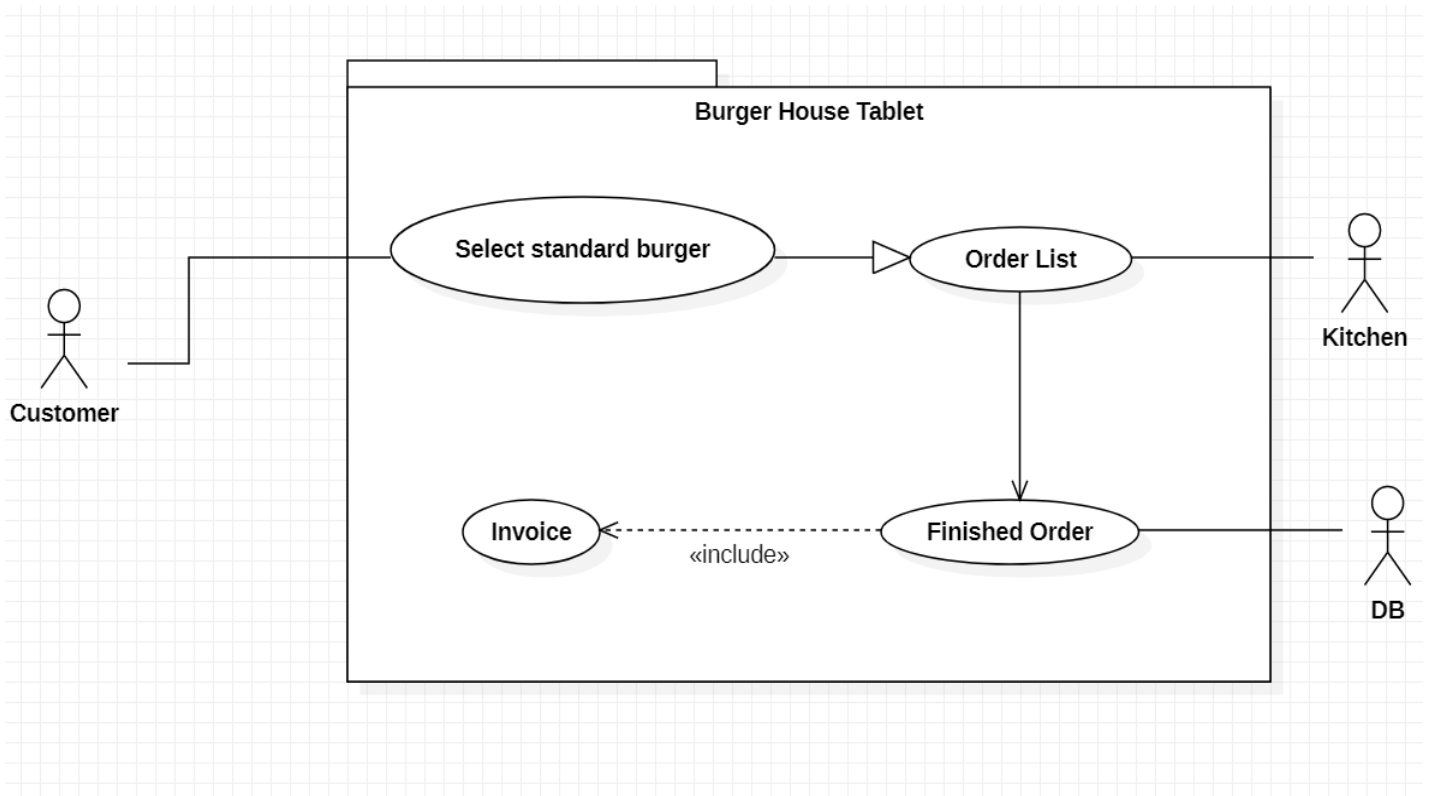 Burger House Tablet
Select standard burger
Order List
Kitchen
Customer
Invoice
«include»
Finished Order
DB